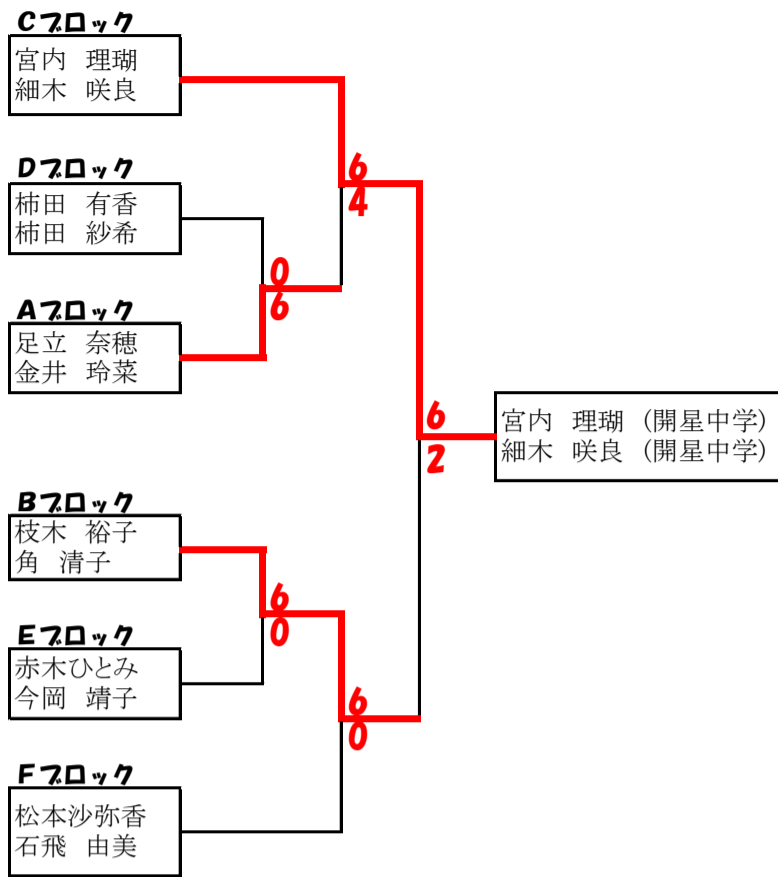 Cブロック
宮内 理瑚
細木 咲良
Dブロック
柿田 有香
柿田 紗希
Aブロック
足立 奈穂
金井 玲菜
6
4
0
6
6
2
宮内 理瑚 (開星中学)
細木 咲良 (開星中学)
Bブロック
枝木 裕子
角 清子
Eブロック
赤木ひとみ
今岡 靖子
Fブロック
松本沙弥香
石飛 由美
6
0
6
0